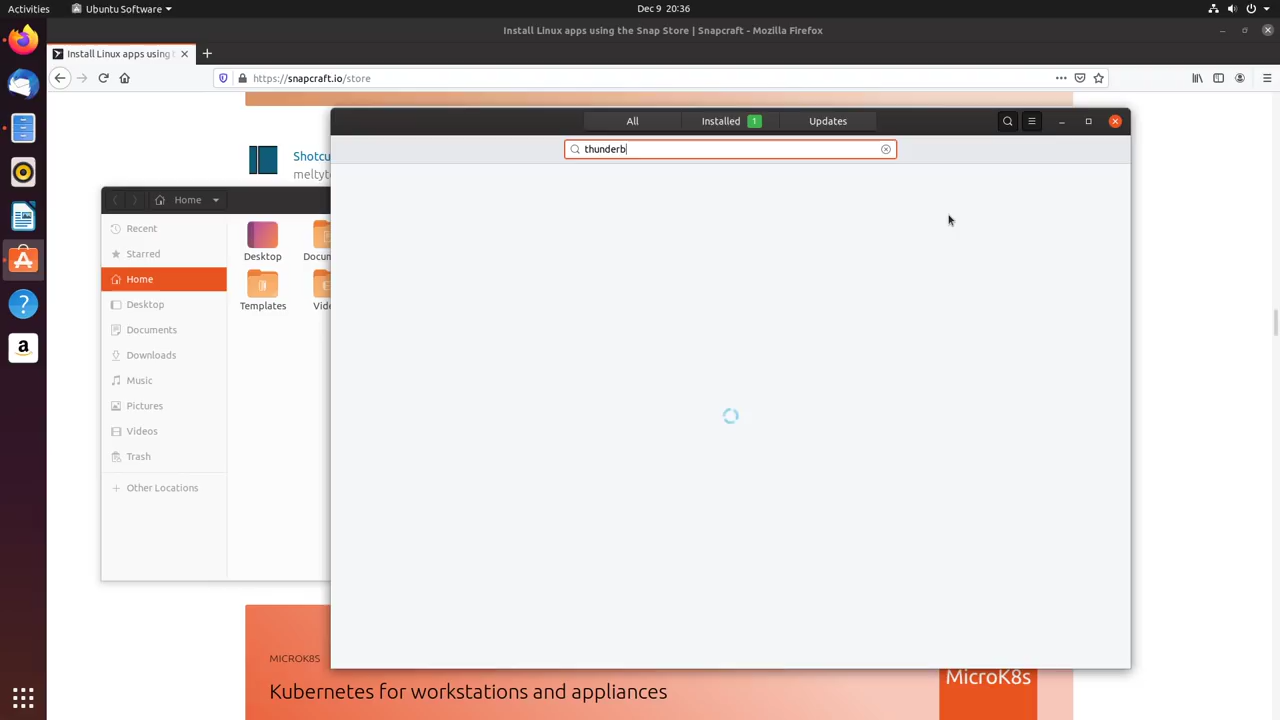 Activities
Ubuntu Software
Dec 9 20:36
Install Linux apps using the Snap Store | Snapcraft - Mozilla Firefox
Install Linux apps using t
https://snapcraft.io/store
All
Installed 1
Updates
thunderb
Shotcu
meltyt
Home
Recent
Starred
Home
Desktop
Documents
Downloads
Music
Pictures
Videos
Trash
Other Locations
Desktop
Docum
Templates
Vid
MICROK8S
Kubernetes for workstations and appliances
MicroK8s